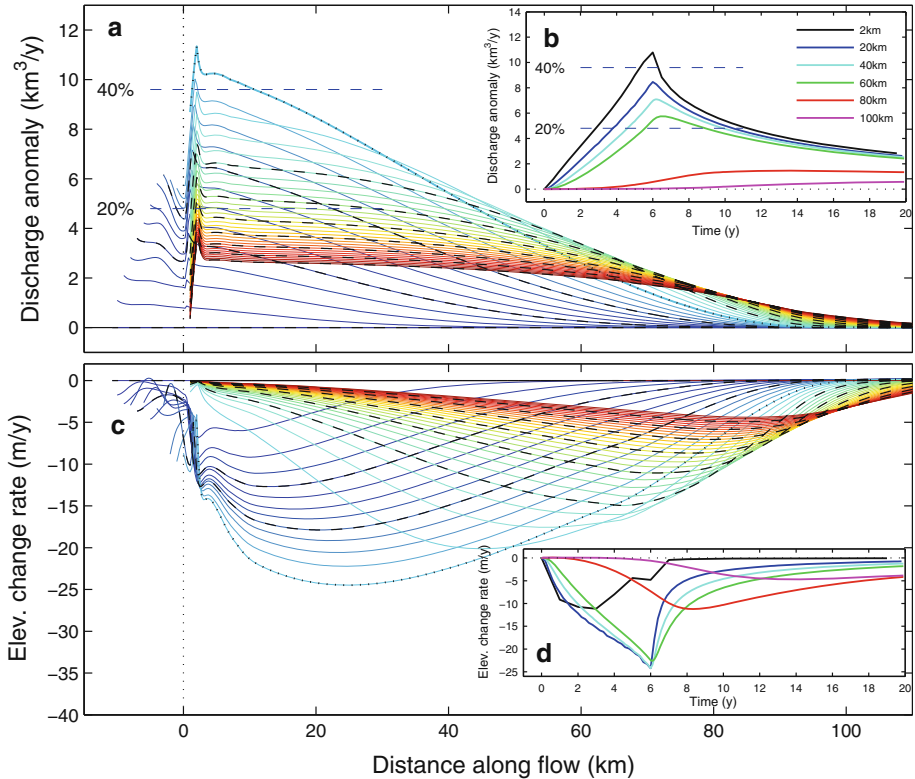 a
Discharge anomaly (km³/y)
12
10
8
6
4
2
0
40%
20%
b
Discharge anomaly (km³/y)
14
12
10
8
6
4
2
0
40%
20%
2km
20km
40km
60km
80km
100km
0 2 4 6 8 10 12 14 16 18 20
Time (y)
c
Elev. change rate (m/y)
0
−5
−10
−15
−20
−25
−30
−35
−40
d
Elev. change rate (m/y)
0
−5
−10
−15
−20
−25
0 2 4 6 8 10 12 14 16 18 20
Time (y)
0 20 40 60 80 100
Distance along flow (km)